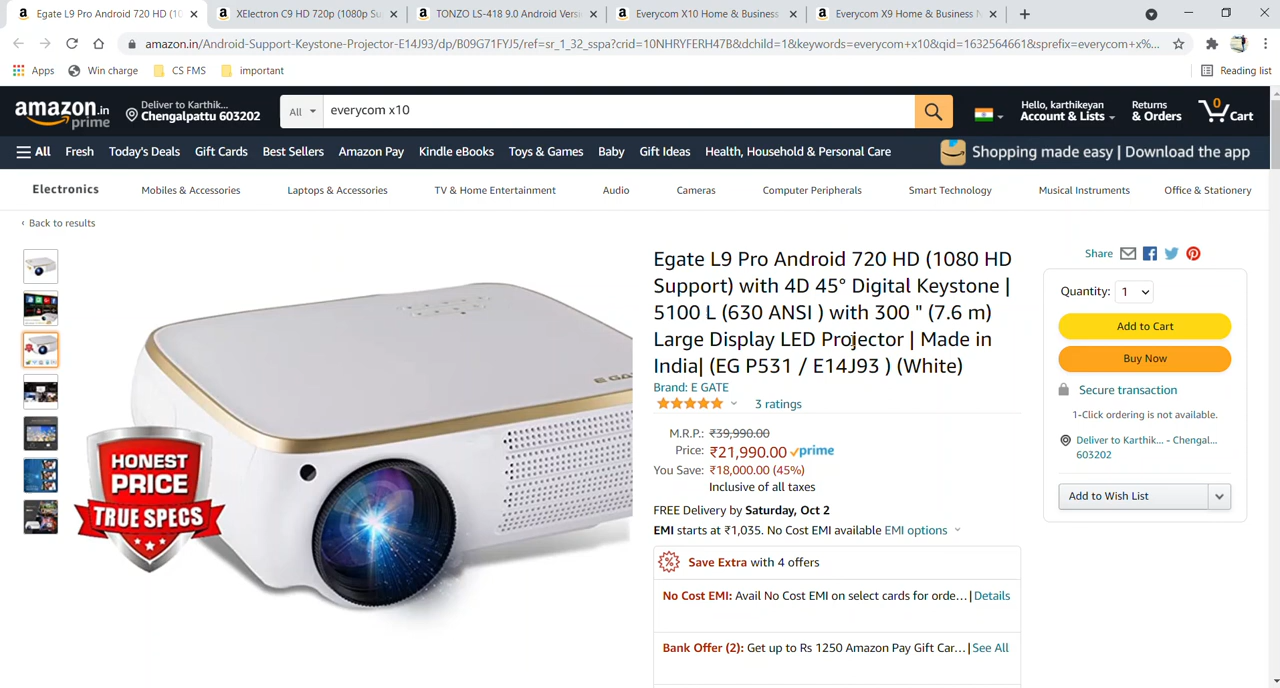 Egate L9 Pro Android 720 HD (10
XElectron C9 HD 720p (1080p Su
TONZO LS-418 9.0 Android Versi
Everycom X10 Home & Business
Everycom X9 Home & Business N
amazon.in/Android-Support-Keystone-Projector-E14J93/dp/B09G71FYJ5/ref=sr_1_32_sspa?crid=10NHRYFERH47B&dchild=1&keywords=everycom+x10&qid=1632564661&sprefix=everycom+x%...
Apps
Win charge
CS FMS
important
Reading list
amazon.in
prime
Deliver to Karthik...
Chengalpattu 603202
All
everycom x10
Hello, karthikeyan
Account & Lists
Returns
& Orders
0
Cart
All
Fresh
Today's Deals
Gift Cards
Best Sellers
Amazon Pay
Kindle eBooks
Toys & Games
Baby
Gift Ideas
Health, Household & Personal Care
Shopping made easy | Download the app
Electronics
Mobiles & Accessories
Laptops & Accessories
TV & Home Entertainment
Audio
Cameras
Computer Peripherals
Smart Technology
Musical Instruments
Office & Stationery
‹ Back to results
HONEST
PRICE
TRUE SPECS
Egate L9 Pro Android 720 HD (1080 HD
Support) with 4D 45° Digital Keystone |
5100 L (630 ANSI ) with 300 " (7.6 m)
Large Display LED Projector | Made in
India| (EG P531 / E14J93 ) (White)
Brand: E GATE
3 ratings
M.R.P.: ₹39,990.00
Price: ₹21,990.00 prime
You Save: ₹18,000.00 (45%)
Inclusive of all taxes
FREE Delivery by Saturday, Oct 2
EMI starts at ₹1,035. No Cost EMI available EMI options
Save Extra with 4 offers
No Cost EMI: Avail No Cost EMI on select cards for orde... | Details
Bank Offer (2): Get up to Rs 1250 Amazon Pay Gift Car... | See All
Share
Quantity: 1
Add to Cart
Buy Now
Secure transaction
1-Click ordering is not available.
Deliver to Karthik... - Chengal...
603202
Add to Wish List